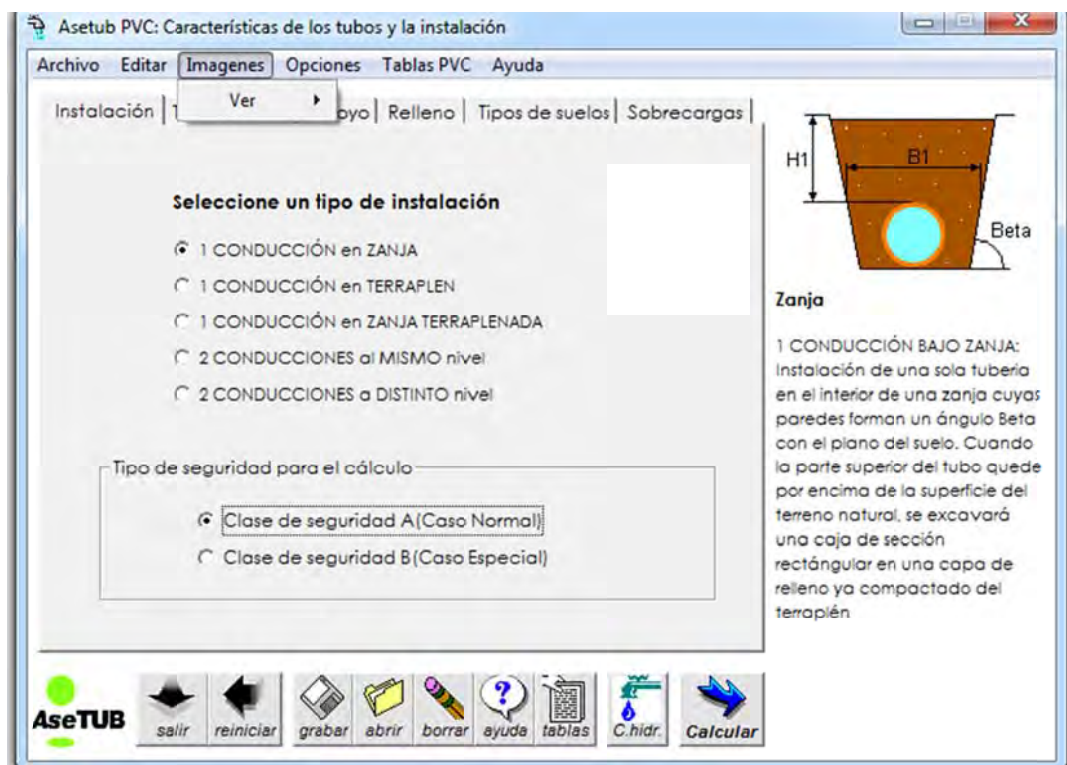 Asetub PVC: Características de los tubos y la instalación
Archivo Editar Imagenes Opciones Tablas PVC Ayuda
Ver
Instalación Relleno Tipos de suelos Sobrecargas
Seleccione un tipo de instalación
1 CONDUCCIÓN en ZANJA
1 CONDUCCIÓN en TERRAPLEN
1 CONDUCCIÓN en ZANJA TERRAPLENADA
2 CONDUCCIONES al MISMO nivel
2 CONDUCCIONES a DISTINTO nivel
Tipo de seguridad para el cálculo
Clase de seguridad A(Caso Normal)
Clase de seguridad B(Caso Especial)
H1
B1
Beta
Zanja
1 CONDUCCIÓN BAJO ZANJA:
Instalación de una sola tuberia
en el interior de una zanja cuyas
paredes forman un ángulo Beta
con el plano del suelo. Cuando
la parte superior del tubo quede
por encima de la superficie del
terreno natural, se excavará
una caja de sección
rectángular en una capa de
relleno ya compactado del
terraplén
AseTUB
salir reiniciar grabar abrir borrar ayuda tablas C.hidr. Calcular